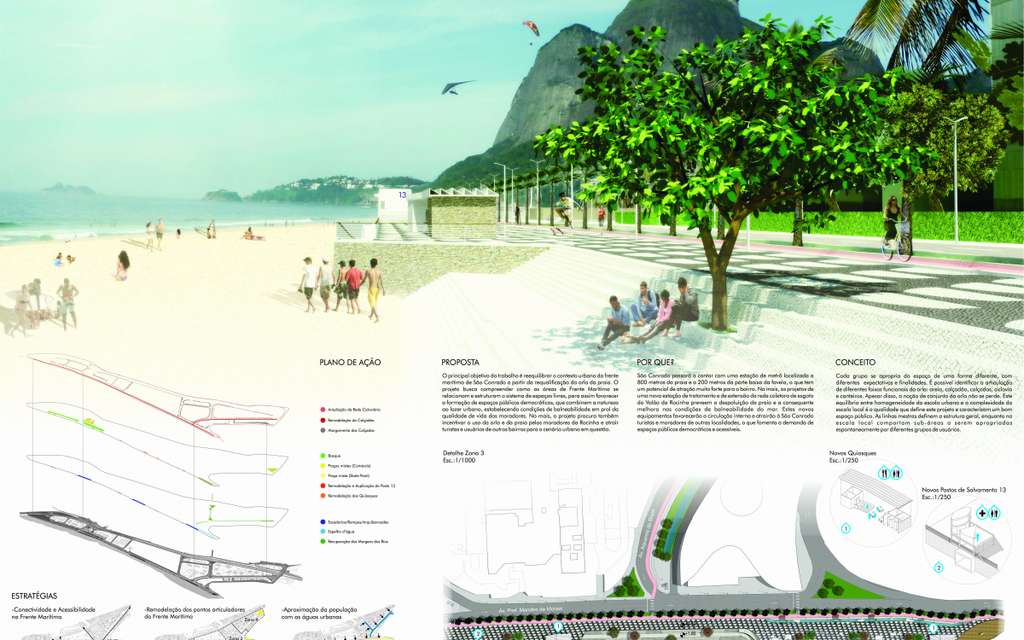 13
PLANO DE AÇÃO
Ampliação da Rede Cicloviária
Remodelação do Calçadão
Alargamento das Calçadas
Bosque
Praças mistas (Comércio)
Praça mista (Skate Park)
Remodelação e duplicação do Posto 13
Remodelação dos Quiosques
Escadarias/Rampas/Arquibancadas
Espelho d'água
Recuperação das Margens dos Rios
PROPOSTA
O principal objetivo do trabalho é reequilibrar o contexto urbano da frente
marítima de São Conrado a partir da requalificação da orla da praia. O
projeto busca compreender como as áreas de Frente Marítima se
relacionam e estruturam o sistema de espaços livres, para assim favorecer
a formação de espaços públicos democráticos, que combinem a natureza
ao lazer urbano, estabelecendo condições de balneabilidade em prol da
qualidade de vida dos moradores. No mais, o projeto procura também
incentivar o uso da orla e da praia pelos moradores da Rocinha e atrair
turistas e usuários de outros bairros para o cenário urbano em questão.
POR QUE?
São Conrado passará a contar com uma estação de metrô localizada a
800 metros da praia e a 200 metros da parte baixa da favela, o que tem
um potencial de atração muito forte para o bairro. No mais, os projetos de
uma nova estação de tratamento e de extensão da rede coletora de esgoto
do Vallão da Rocinha preveem a despoluição da praia e a consequente
melhora nas condições de balneabilidade do mar. Estes novos
equipamentos favorecerão a circulação interna e atrairão à São Conrado
turistas e moradores de outras localidades, o que fomenta a demanda de
espaços públicos democráticos e acessíveis.
CONCEITO
Cada grupo se apropria do espaço de uma forma diferente, com
diferentes expectativas e finalidades. É possível identificar a articulação
de diferentes faixas funcionais da orla: areia, calçadão, calçadas, ciclovia
e canteiros. Apesar disso, a noção de conjunto da orla não se perde. Este
equilíbrio entre homogeneidade da escala urbana e a complexidade da
escala local é a qualidade que define este projeto e caracterizam um bom
espaço público. As linhas mestras definem a estrutura geral, enquanto na
escala local comportam sub-áreas a serem apropriadas
espontaneamente por diferentes grupos de usuários.
Detalhe Zona 3
Esc.:1/1000
Novos Quiosques
Esc.:1/250
Novos Postos de Salvamento 13
Esc.:1/250
1
2
Av. Pref. Mendes de Morais
ESTRATÉGIAS
-Conectividade e Acessibilidade
na Frente Marítima
-Remodelação dos pontos articuladores
da Frente Marítima
-Aproximação da população
com as águas urbanas